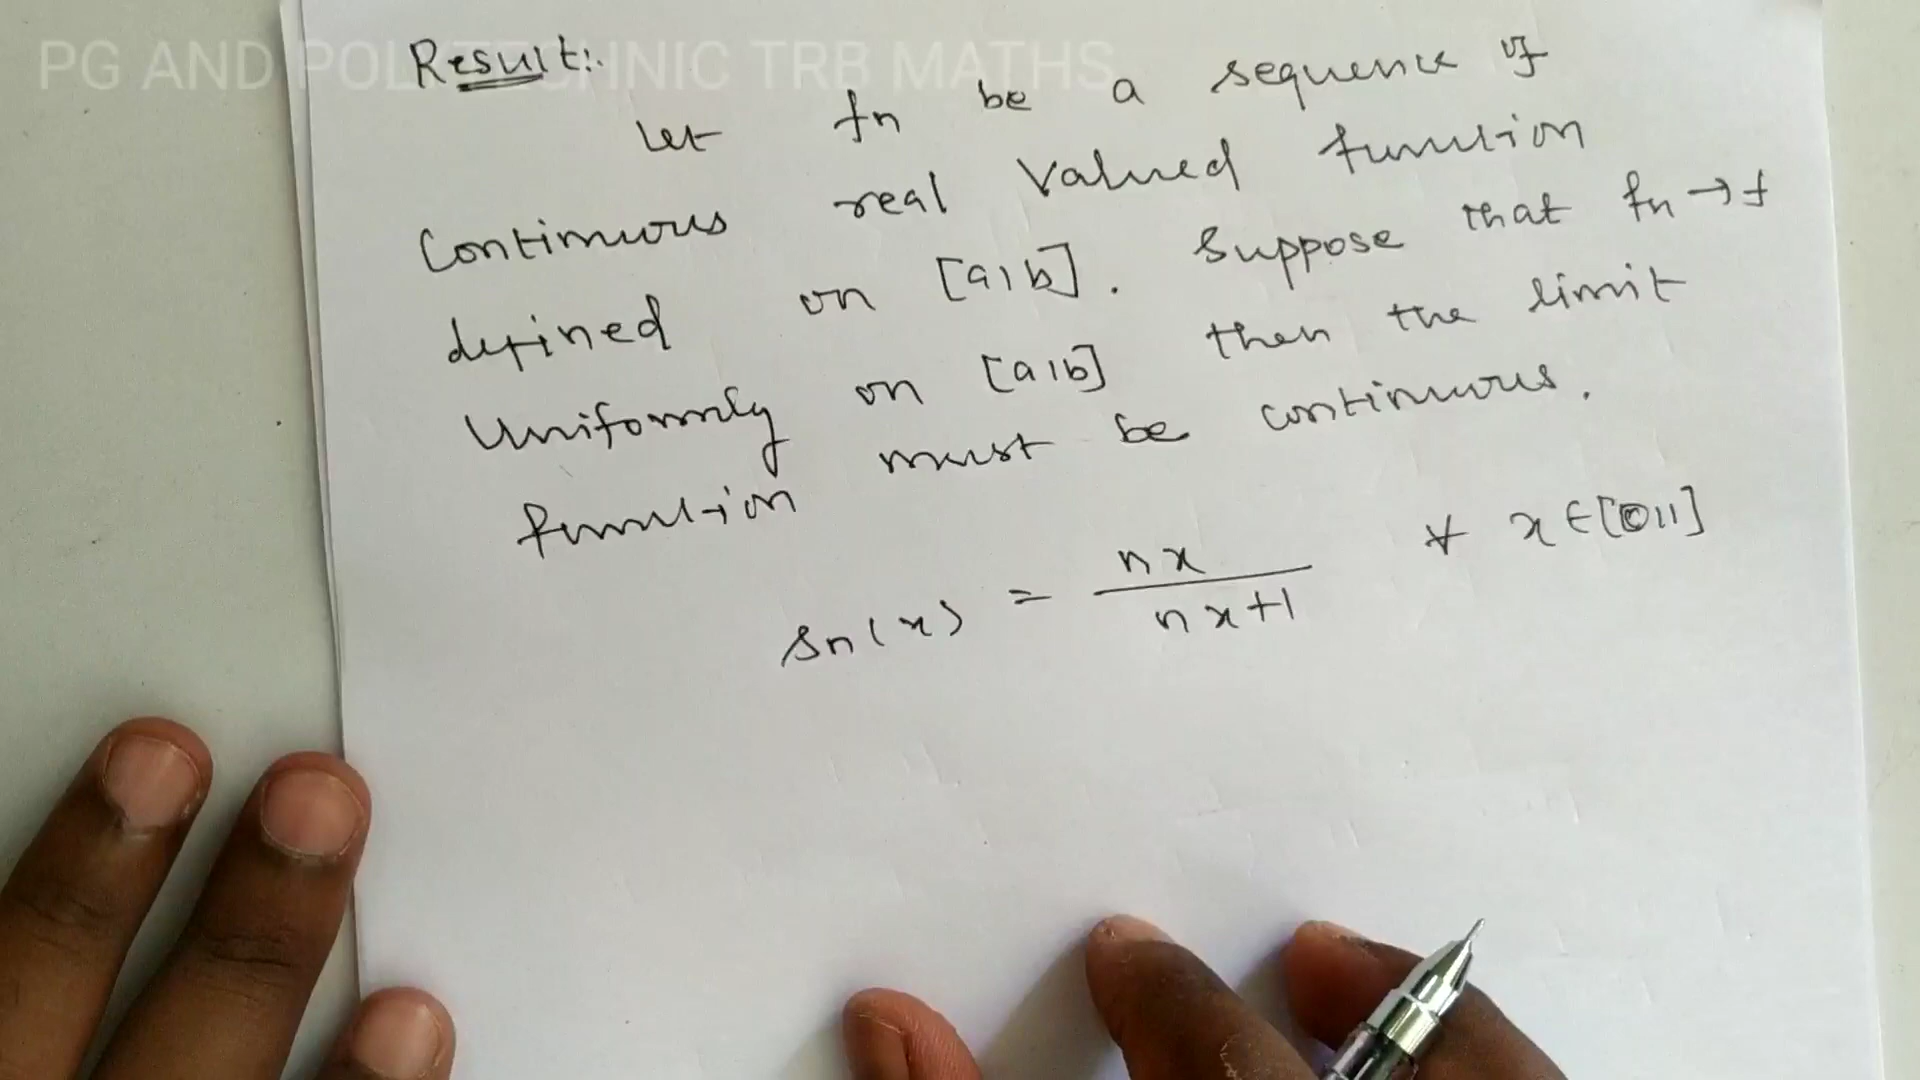 PG AND POLYTECHNIC TRB MATHS
Result:.
Let fn be a sequence of
Continuous real valued function
defined on [a,b]. Suppose that fn → f
Uniformly on [a,b] then the limit
function must be continuous.
Sn(x) = nx / nx+1 ∀ x ∈ [0,1]